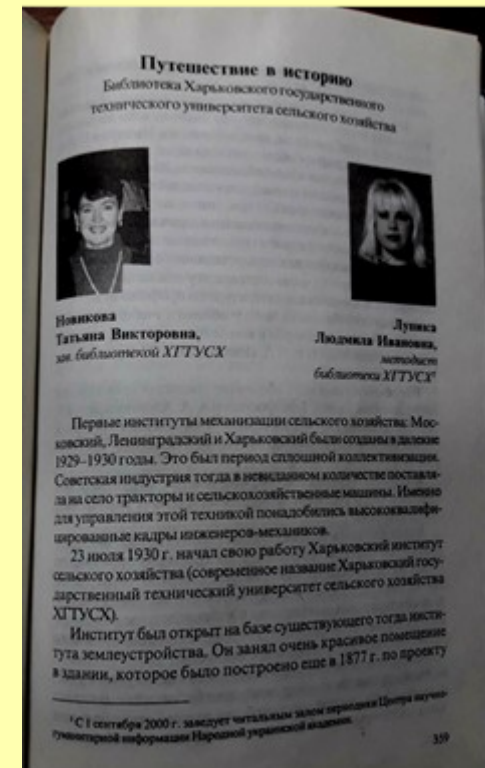 Путешествие в историю
Библиотека Харьковского государственного
технического университета сельского хозяйства
Новикова
Татьяна Викторовна,
зав. библиотекой ХГТУСХ
Лупика
Людмила Ивановна,
методист
библиотеки ХГТУСХ¹
Первые институты механизации сельского хозяйства: Мос-
ковский, Ленинградский и Харьковский были созданы в далекие
1929–1930 годы. Это был период сплошной коллективизации.
Советская индустрия тогда в невиданном количестве поставля-
ла на село тракторы и сельскохозяйственные машины. Именно
для управления этой техникой понадобились высококвалифи-
цированные кадры инженеров-механиков.
23 июля 1930 г. начал свою работу Харьковский институт
сельского хозяйства (современное название Харьковский госу-
дарственный технический университет сельского хозяйства
ХГТУСХ).
Институт был открыт на базе существующего тогда инсти-
тута землеустройства. Он занял очень красивое помещение
в здании, которое было построено еще в 1877 г. по проекту
¹ С 1 сентября 2000 г. заведует читальным залом периодики Центра научно-
гуманитарной информации Народной украинской академии.
359